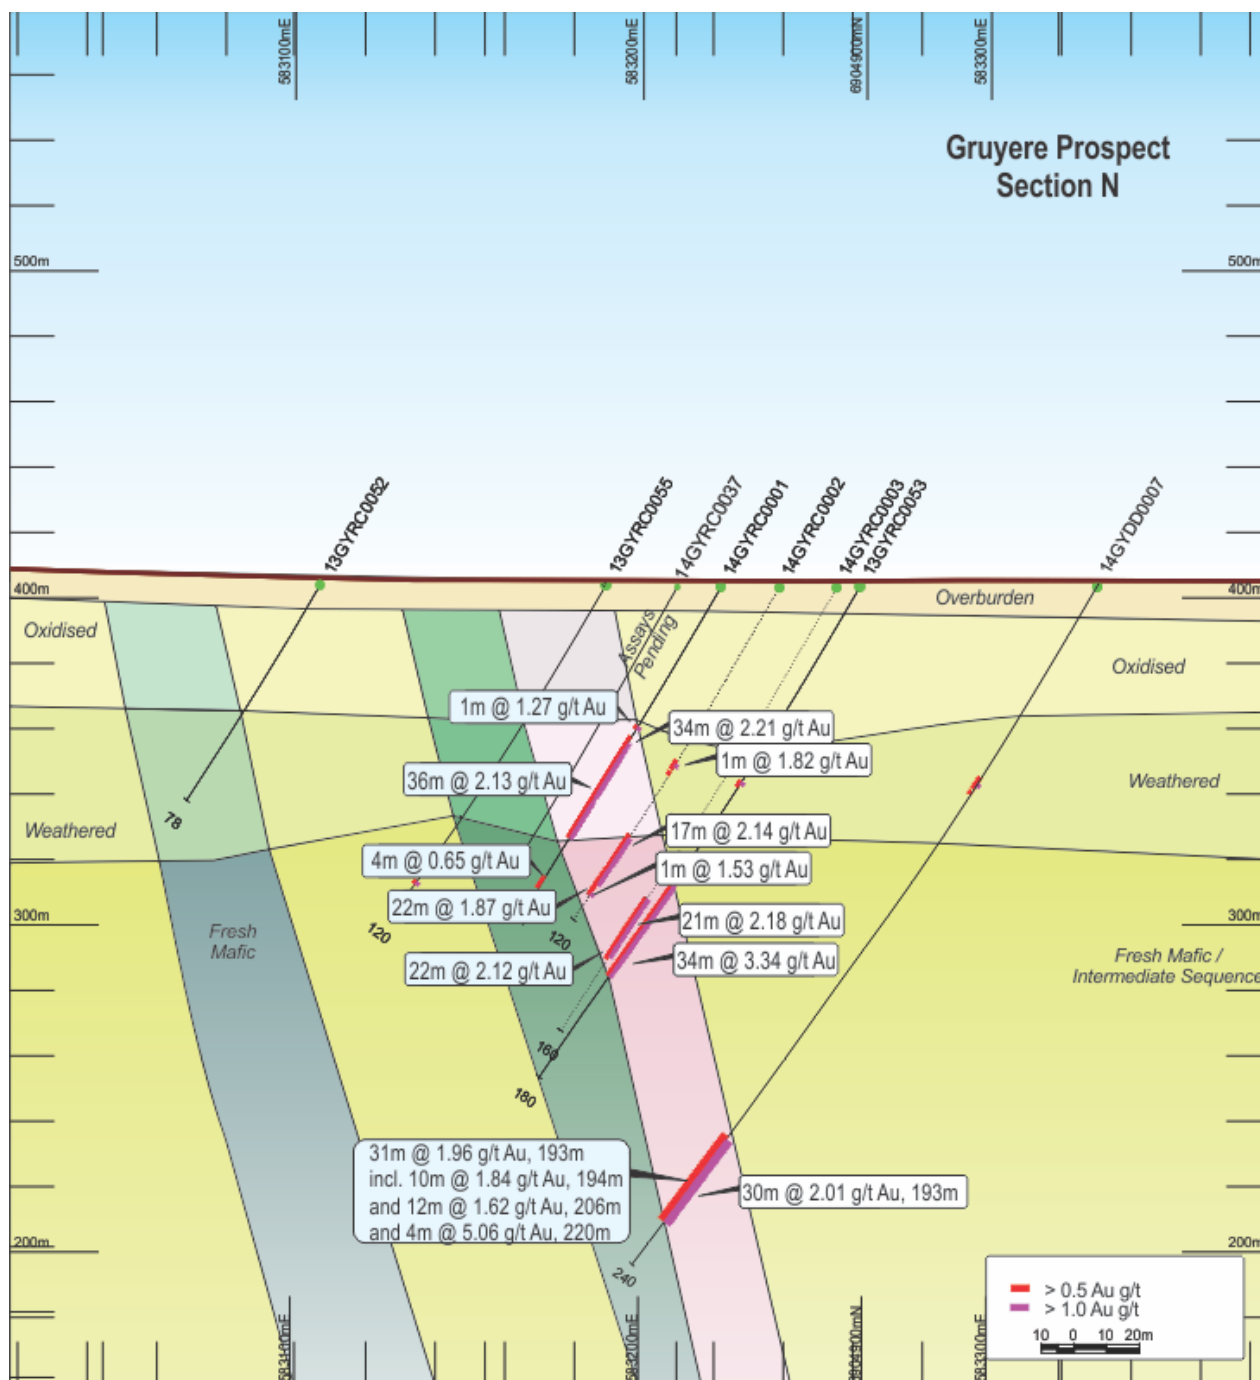 583100mE
583200mE
6904900mN
583300mE
Gruyere Prospect
Section N
500m
500m
13GYRC0052
13GYRC0055
14GYRC0037
14GYRC0001
14GYRC0002
14GYRC0003
13GYRC0053
14GYDD0007
400m
400m
Overburden
Oxidised
Assays
Pending
Oxidised
1m @ 1.27 g/t Au
34m @ 2.21 g/t Au
1m @ 1.82 g/t Au
36m @ 2.13 g/t Au
Weathered
78
Weathered
17m @ 2.14 g/t Au
4m @ 0.65 g/t Au
1m @ 1.53 g/t Au
22m @ 1.87 g/t Au
21m @ 2.18 g/t Au
120
120
300m
300m
Fresh
Mafic
22m @ 2.12 g/t Au
34m @ 3.34 g/t Au
Fresh Mafic /
Intermediate Sequence
160
180
31m @ 1.96 g/t Au, 193m
incl. 10m @ 1.84 g/t Au, 194m
and 12m @ 1.62 g/t Au, 206m
and 4m @ 5.06 g/t Au, 220m
30m @ 2.01 g/t Au, 193m
240
200m
200m
> 0.5 Au g/t
> 1.0 Au g/t
10 0 10 20m
583100mE
583200mE
6904900mN
583300mE